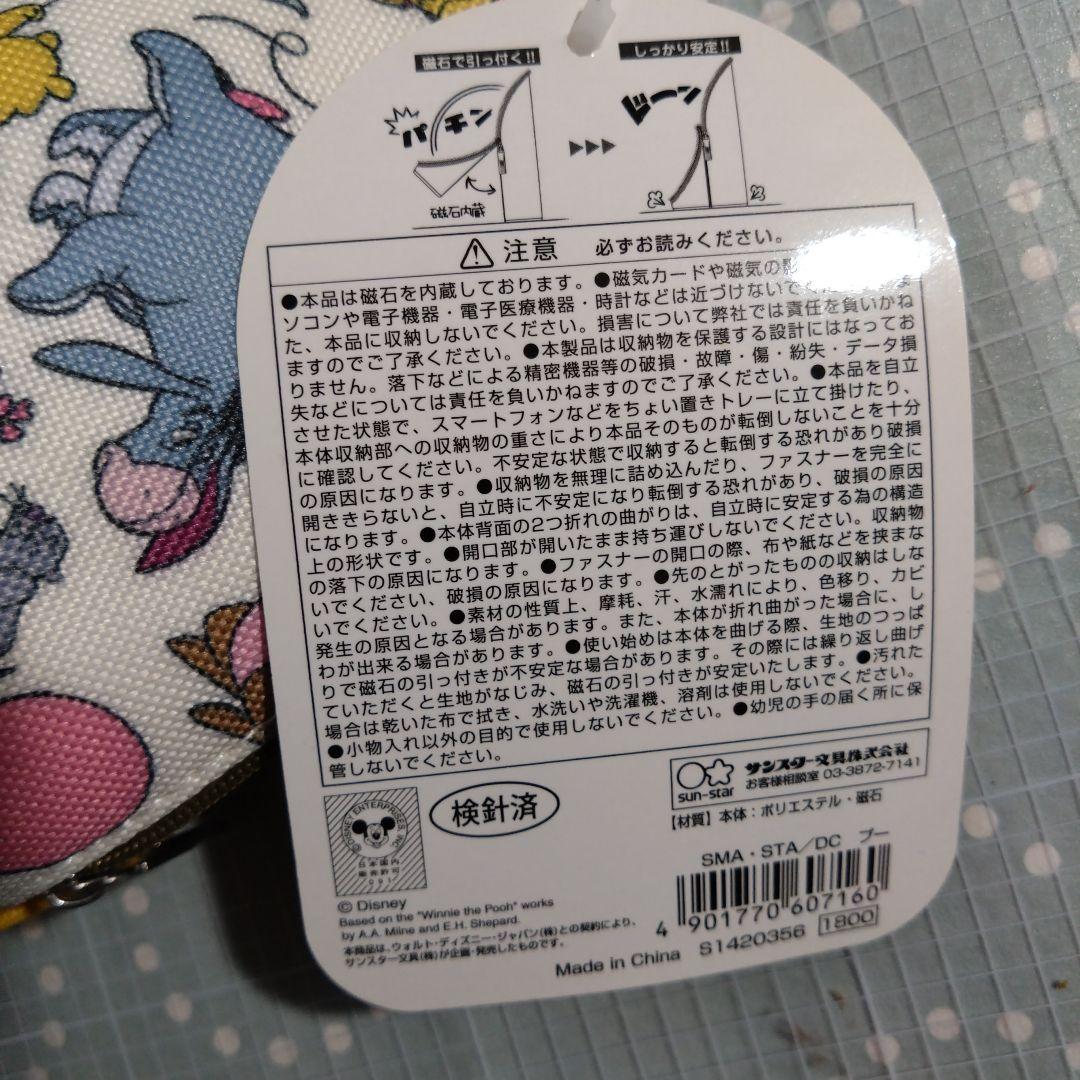 磁石で引っ付く!!
しっかり安定!!
パチン
ドーン
磁石内蔵
注意 必ずお読みください。
●本品は磁石を内蔵しております。●磁気カードや磁気の影
ソコンや電子機器・電子医療機器・時計などは近づけないで
た、本品に収納しないでください。損害について弊社では責任を負いかね
ますのでご了承ください。●本製品は収納物を保護する設計にはなってお
りません。落下などによる精密機器等の破損・故障・傷・紛失・データ損
失などについては責任を負いかねますのでご了承ください。●本品を自立
させた状態で、スマートフォンなどをちょい置きトレーに立て掛けたり、
本体収納部への収納物の重さにより本品そのものが転倒しないことを十分
に確認してください。不安定な状態で収納すると転倒する恐れがあり破損
の原因になります。●収納物を無理に詰め込んだり、ファスナーを完全に
開ききらないと、自立時に不安定になり転倒する恐れがあり、破損の原因
になります。●本体背面の2つ折れの曲がりは、自立時に安定する為の構造
上の形状です。●開口部が開いたまま持ち運びしないでください。収納物
の落下の原因になります。●ファスナーの開口の際、布や紙などを挟まな
いでください、破損の原因になります。●先のとがったものの収納はしな
いでください。●素材の性質上、摩耗、汗、水濡れにより、色移り、カビ
発生の原因となる場合があります。また、本体が折れ曲がった場合に、し
わが出来る場合があります。●使い始めは本体を曲げる際、生地のつっぱ
りで磁石の引っ付きが不安定な場合があります。その際には繰り返し曲げ
ていただくと生地がなじみ、磁石の引っ付きが安定いたします。●汚れた
場合は乾いた布で拭き、水洗いや洗濯機、溶剤は使用しないでください。
●小物入れ以外の目的で使用しないでください。●幼児の手の届く所に保
管しないでください。
sun-star
サンスター文具株式会社
お客様相談室 03-3872-7141
【材質】本体：ポリエステル・磁石
検針済
©DISNEY ENTERPRISES, INC.
日本国内
販売許可
SMA・STA/DC プー
4 901770 607160
S1420356 1800
© Disney
Based on the "Winnie the Pooh" works
by A.A. Milne and E.H. Shepard.
本商品は、ウォルト・ディズニー・ジャパン(株)との契約により、
サンスター文具(株)が企画・発売したものです。
Made in China